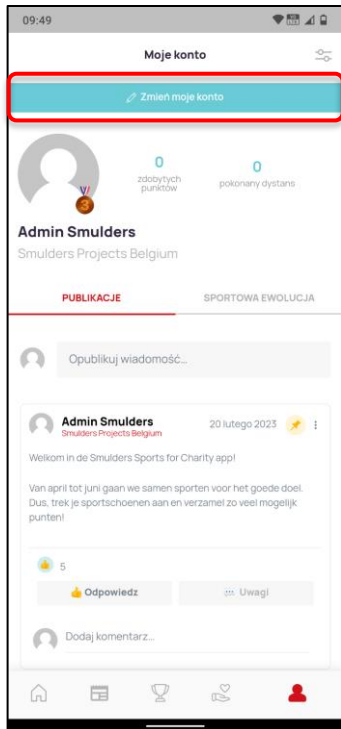 09:49
Moje konto
Zmień moje konto
0
zdobytych
punktów
0
pokonany dystans
3
Admin Smulders
Smulders Projects Belgium
PUBLIKACJE
SPORTOWA EWOLUCJA
Opublikuj wiadomość...
Admin Smulders
Smulders Projects Belgium
20 lutego 2023
Welkom in de Smulders Sports for Charity app!
Van april tot juni gaan we samen sporten voor het goede doel.
Dus, trek je sportschoenen aan en verzamel zo veel mogelijk
punten!
5
Odpowiedz
Uwagi
Dodaj komentarz...